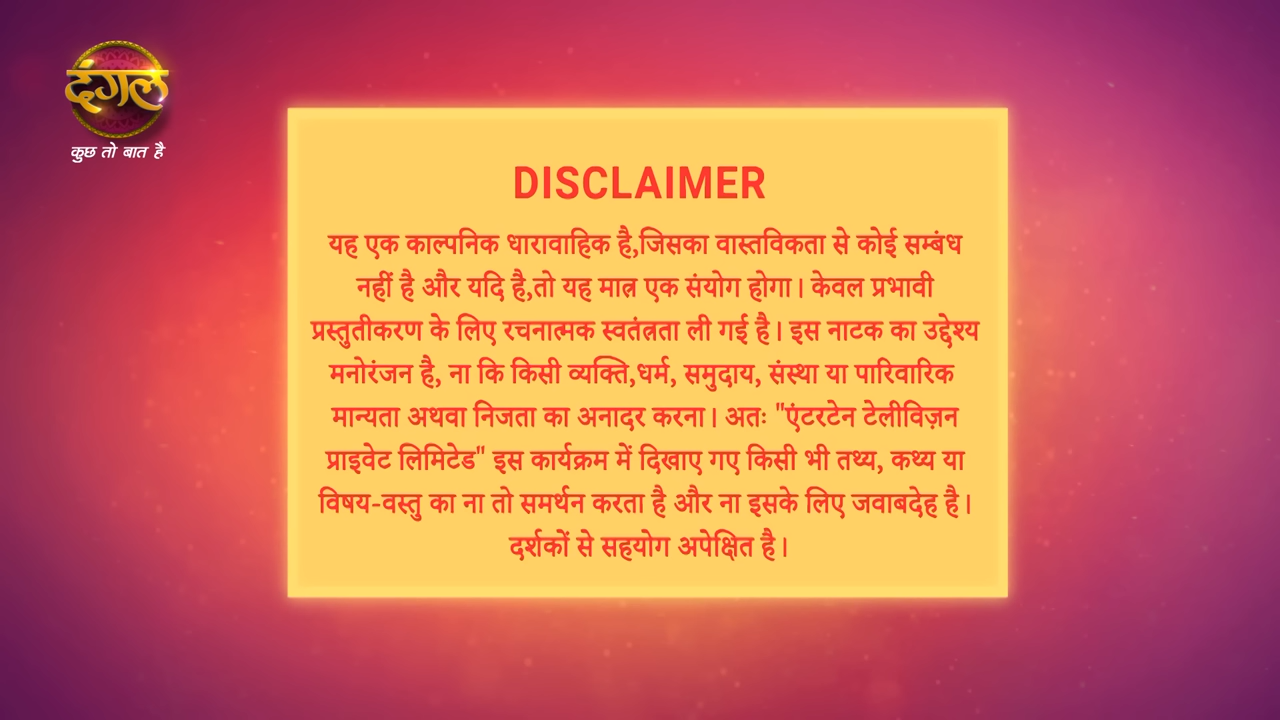 दंगल
कुछ तो बात है
DISCLAIMER
यह एक काल्पनिक धारावाहिक है,जिसका वास्तविकता से कोई सम्बंध
नहीं है और यदि है,तो यह मात्र एक संयोग होगा। केवल प्रभावी
प्रस्तुतीकरण के लिए रचनात्मक स्वतंत्रता ली गई है। इस नाटक का उद्देश्य
मनोरंजन है, ना कि किसी व्यक्ति,धर्म, समुदाय, संस्था या पारिवारिक
मान्यता अथवा निजता का अनादर करना। अतः "एंटरटेन टेलीविज़न
प्राइवेट लिमिटेड" इस कार्यक्रम में दिखाए गए किसी भी तथ्य, कथ्य या
विषय-वस्तु का ना तो समर्थन करता है और ना इसके लिए जवाबदेह है।
दर्शकों से सहयोग अपेक्षित है।